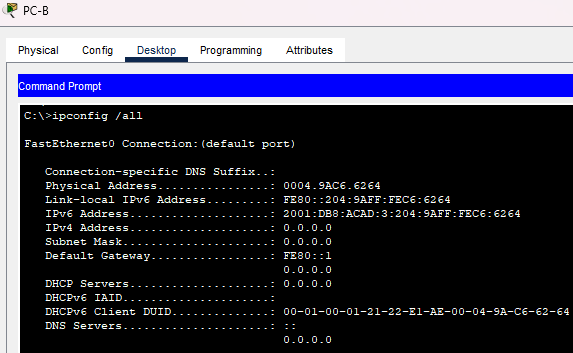 PC-B
Physical Config Desktop Programming Attributes
Command Prompt
C:\>ipconfig /all
FastEthernet0 Connection:(default port)
Connection-specific DNS Suffix..:
Physical Address................: 0004.9AC6.6264
Link-local IPv6 Address.........: FE80::204:9AFF:FEC6:6264
IPv6 Address....................: 2001:DB8:ACAD:3:204:9AFF:FEC6:6264
IPv4 Address....................: 0.0.0.0
Subnet Mask.....................: 0.0.0.0
Default Gateway.................: FE80::1
0.0.0.0
DHCP Servers....................: 0.0.0.0
DHCPv6 IAID.....................:
DHCPv6 Client DUID..............: 00-01-00-01-21-22-E1-AE-00-04-9A-C6-62-64
DNS Servers.....................: ::
0.0.0.0